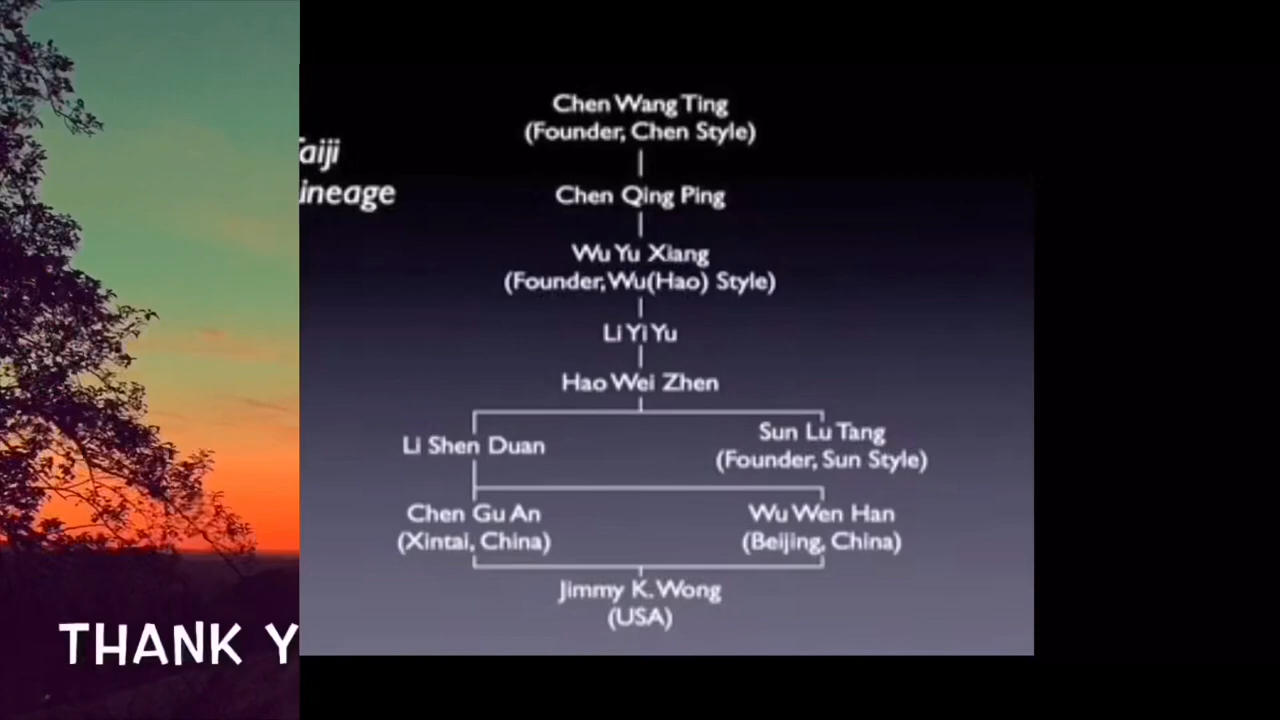 aiji
ineage
Chen Wang Ting
(Founder, Chen Style)
Chen Qing Ping
Wu Yu Xiang
(Founder, Wu(Hao) Style)
Li Yi Yu
Hao Wei Zhen
Li Shen Duan
Sun Lu Tang
(Founder, Sun Style)
Chen Gu An
(Xintai, China)
Wu Wen Han
(Beijing, China)
Jimmy K. Wong
(USA)
THANK Y